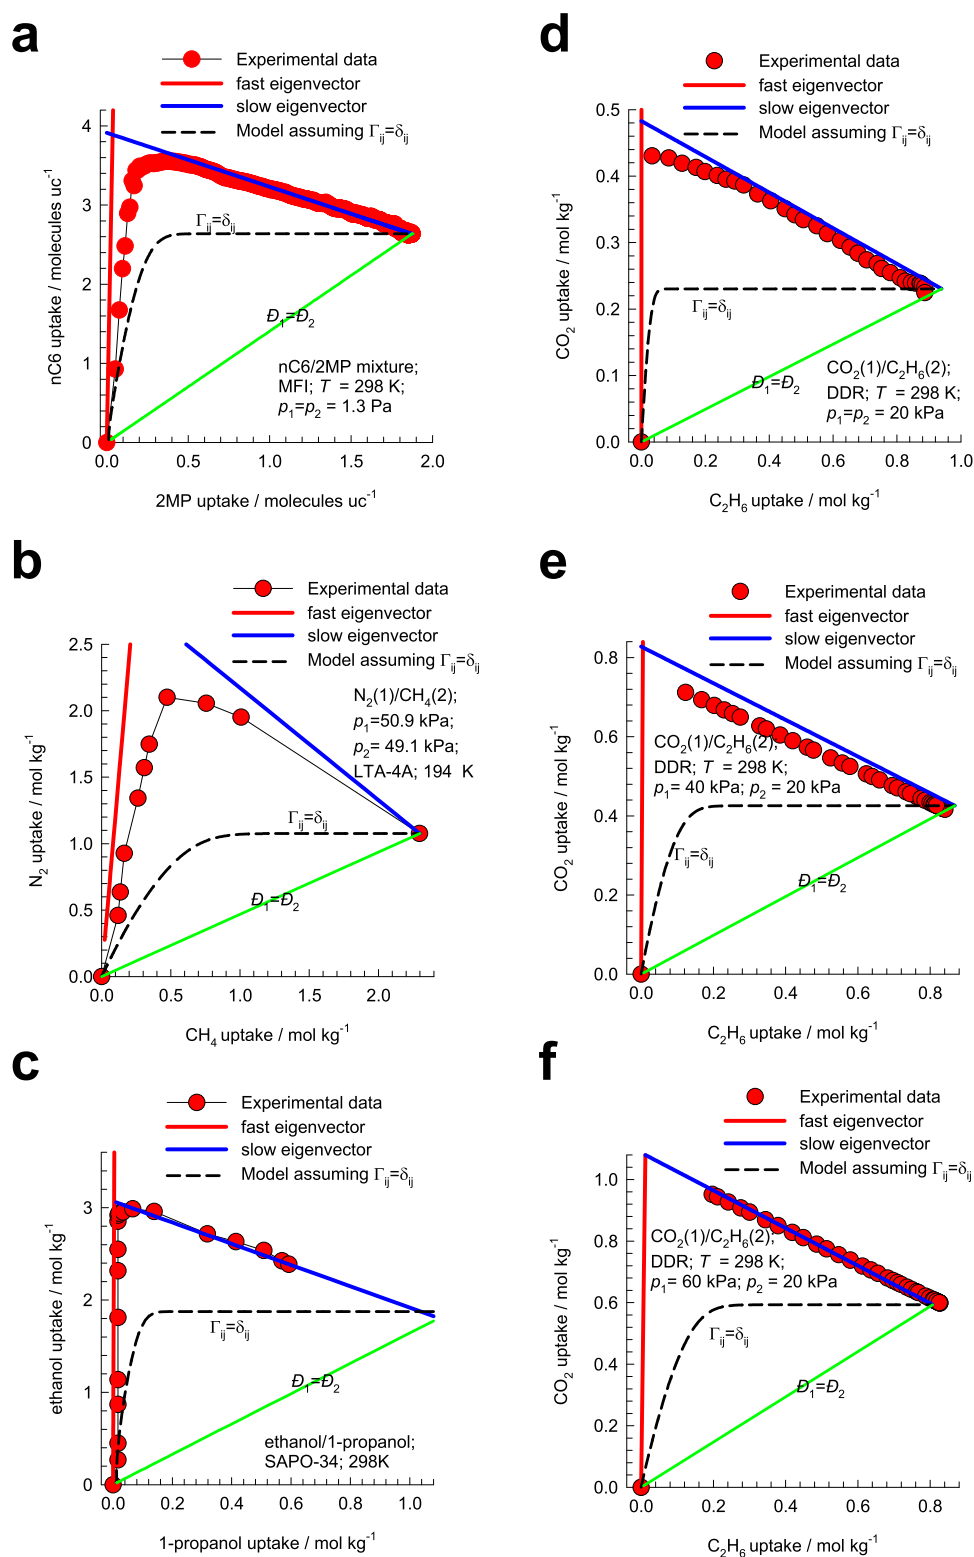 a
Experimental data
fast eigenvector
slow eigenvector
Model assuming Γij=δij
4
3
2
1
0
nC6 uptake / molecules uc-1
Γij=δij
Đ1=Đ2
nC6/2MP mixture;
MFI; T = 298 K;
p1=p2 = 1.3 Pa
0.0
0.5
1.0
1.5
2.0
2MP uptake / molecules uc-1
b
Experimental data
fast eigenvector
slow eigenvector
Model assuming Γij=δij
2.5
2.0
1.5
1.0
0.5
0.0
N2 uptake / mol kg-1
N2(1)/CH4(2);
p1=50.9 kPa;
p2= 49.1 kPa;
LTA-4A; 194 K
Γij=δij
Đ1=Đ2
0.0
0.5
1.0
1.5
2.0
CH4 uptake / mol kg-1
c
Experimental data
fast eigenvector
slow eigenvector
Model assuming Γij=δij
3
2
1
0
ethanol uptake / mol kg-1
Γij=δij
Đ1=Đ2
ethanol/1-propanol;
SAPO-34; 298K
0.0
0.2
0.4
0.6
0.8
1.0
1-propanol uptake / mol kg-1
d
Experimental data
fast eigenvector
slow eigenvector
Model assuming Γij=δij
0.5
0.4
0.3
0.2
0.1
0.0
CO2 uptake / mol kg-1
Γij=δij
Đ1=Đ2
CO2(1)/C2H6(2);
DDR; T = 298 K;
p1=p2 = 20 kPa
0.0
0.2
0.4
0.6
0.8
1.0
C2H6 uptake / mol kg-1
e
Experimental data
fast eigenvector
slow eigenvector
Model assuming Γij=δij
0.8
0.6
0.4
0.2
0.0
CO2 uptake / mol kg-1
CO2(1)/C2H6(2);
DDR; T = 298 K;
p1= 40 kPa; p2 = 20 kPa
Γij=δij
Đ1=Đ2
0.0
0.2
0.4
0.6
0.8
C2H6 uptake / mol kg-1
f
Experimental data
fast eigenvector
slow eigenvector
Model assuming Γij=δij
1.0
0.8
0.6
0.4
0.2
0.0
CO2 uptake / mol kg-1
CO2(1)/C2H6(2);
DDR; T = 298 K;
p1= 60 kPa; p2 = 20 kPa
Γij=δij
Đ1=Đ2
0.0
0.2
0.4
0.6
0.8
C2H6 uptake / mol kg-1